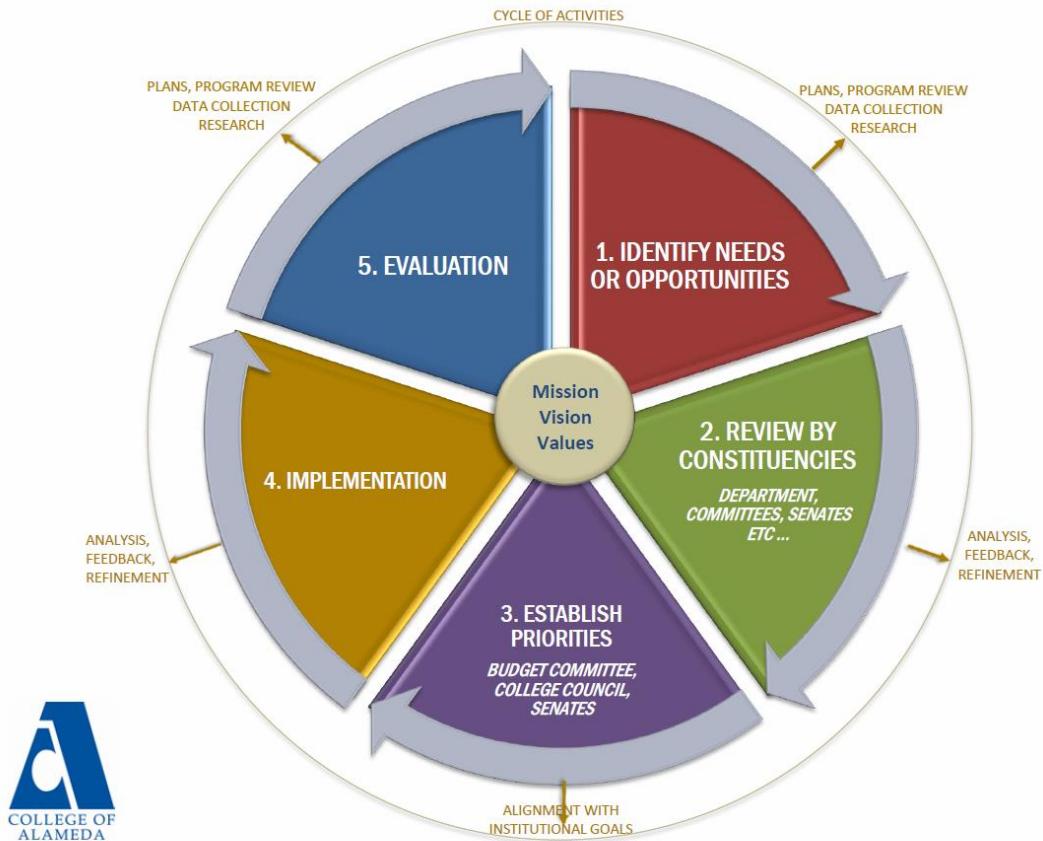 CYCLE OF ACTIVITIES
PLANS, PROGRAM REVIEW
DATA COLLECTION
RESEARCH
PLANS, PROGRAM REVIEW
DATA COLLECTION
RESEARCH
5. EVALUATION
1. IDENTIFY NEEDS
OR OPPORTUNITIES
Mission
Vision
Values
4. IMPLEMENTATION
2. REVIEW BY
CONSTITUENCIES
DEPARTMENT,
COMMITTEES, SENATES
ETC ...
ANALYSIS,
FEEDBACK,
REFINEMENT
ANALYSIS,
FEEDBACK,
REFINEMENT
3. ESTABLISH
PRIORITIES
BUDGET COMMITTEE,
COLLEGE COUNCIL,
SENATES
ALIGNMENT WITH
INSTITUTIONAL GOALS
COLLEGE OF
ALAMEDA